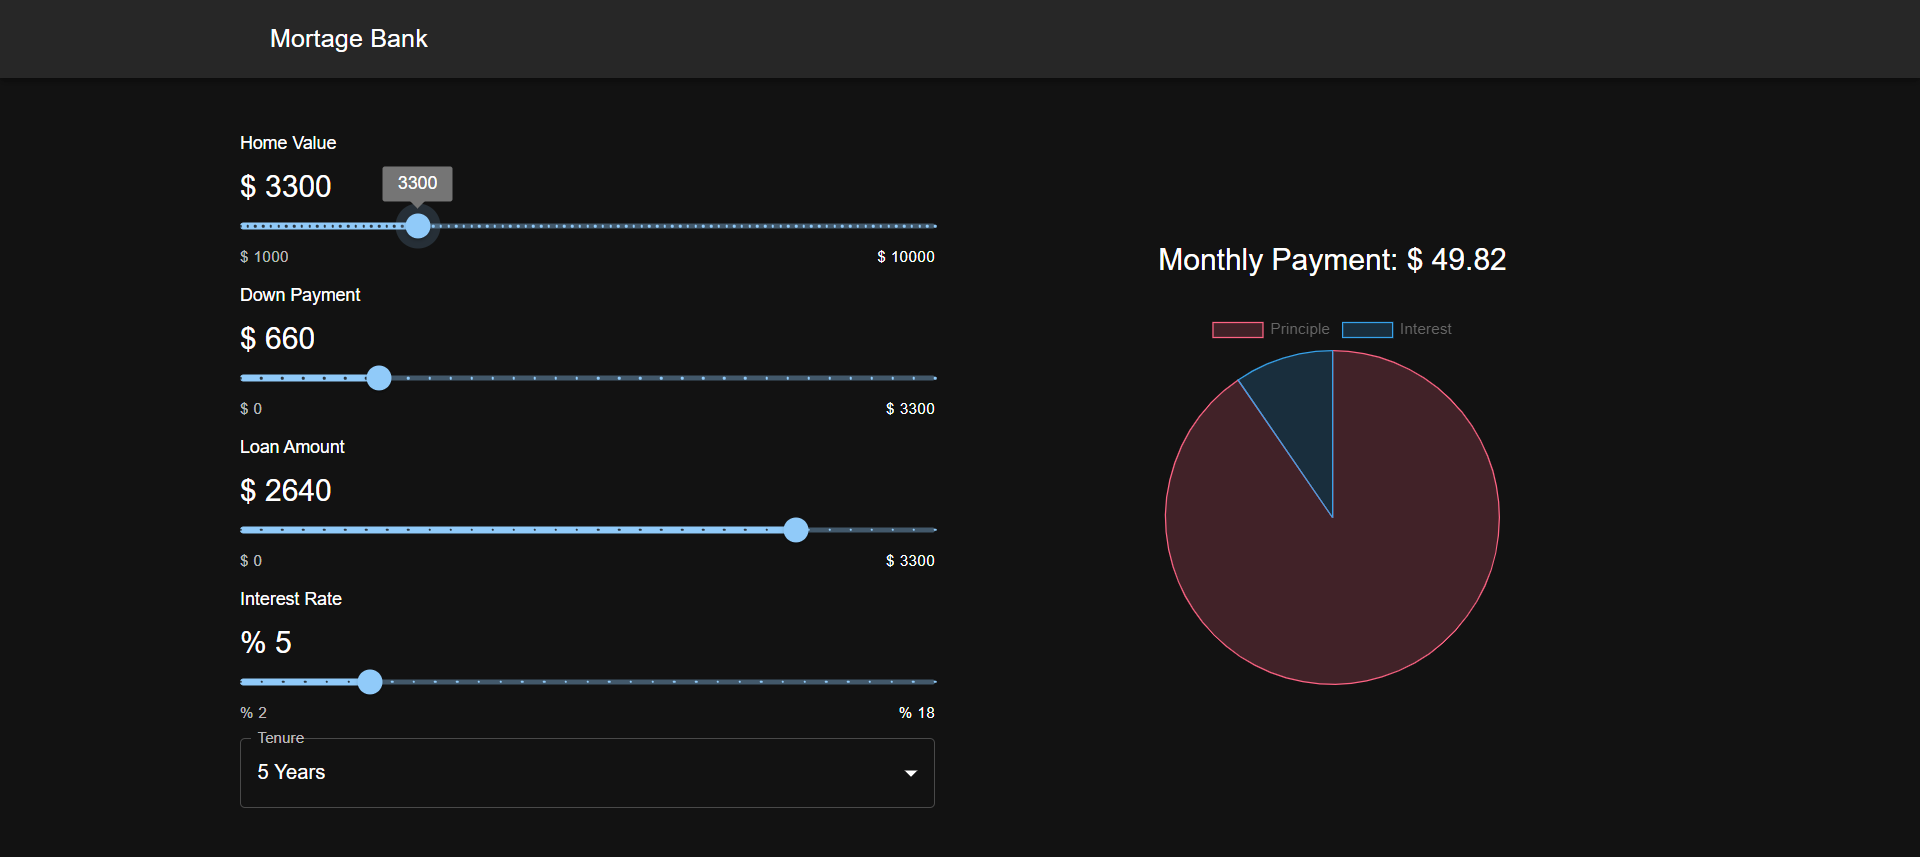 Mortage Bank
Home Value
$ 3300
3300
$ 1000 $ 10000
Down Payment
$ 660
$ 0 $ 3300
Loan Amount
$ 2640
$ 0 $ 3300
Interest Rate
% 5
% 2 % 18
Tenure
5 Years
Monthly Payment: $ 49.82
Principle Interest